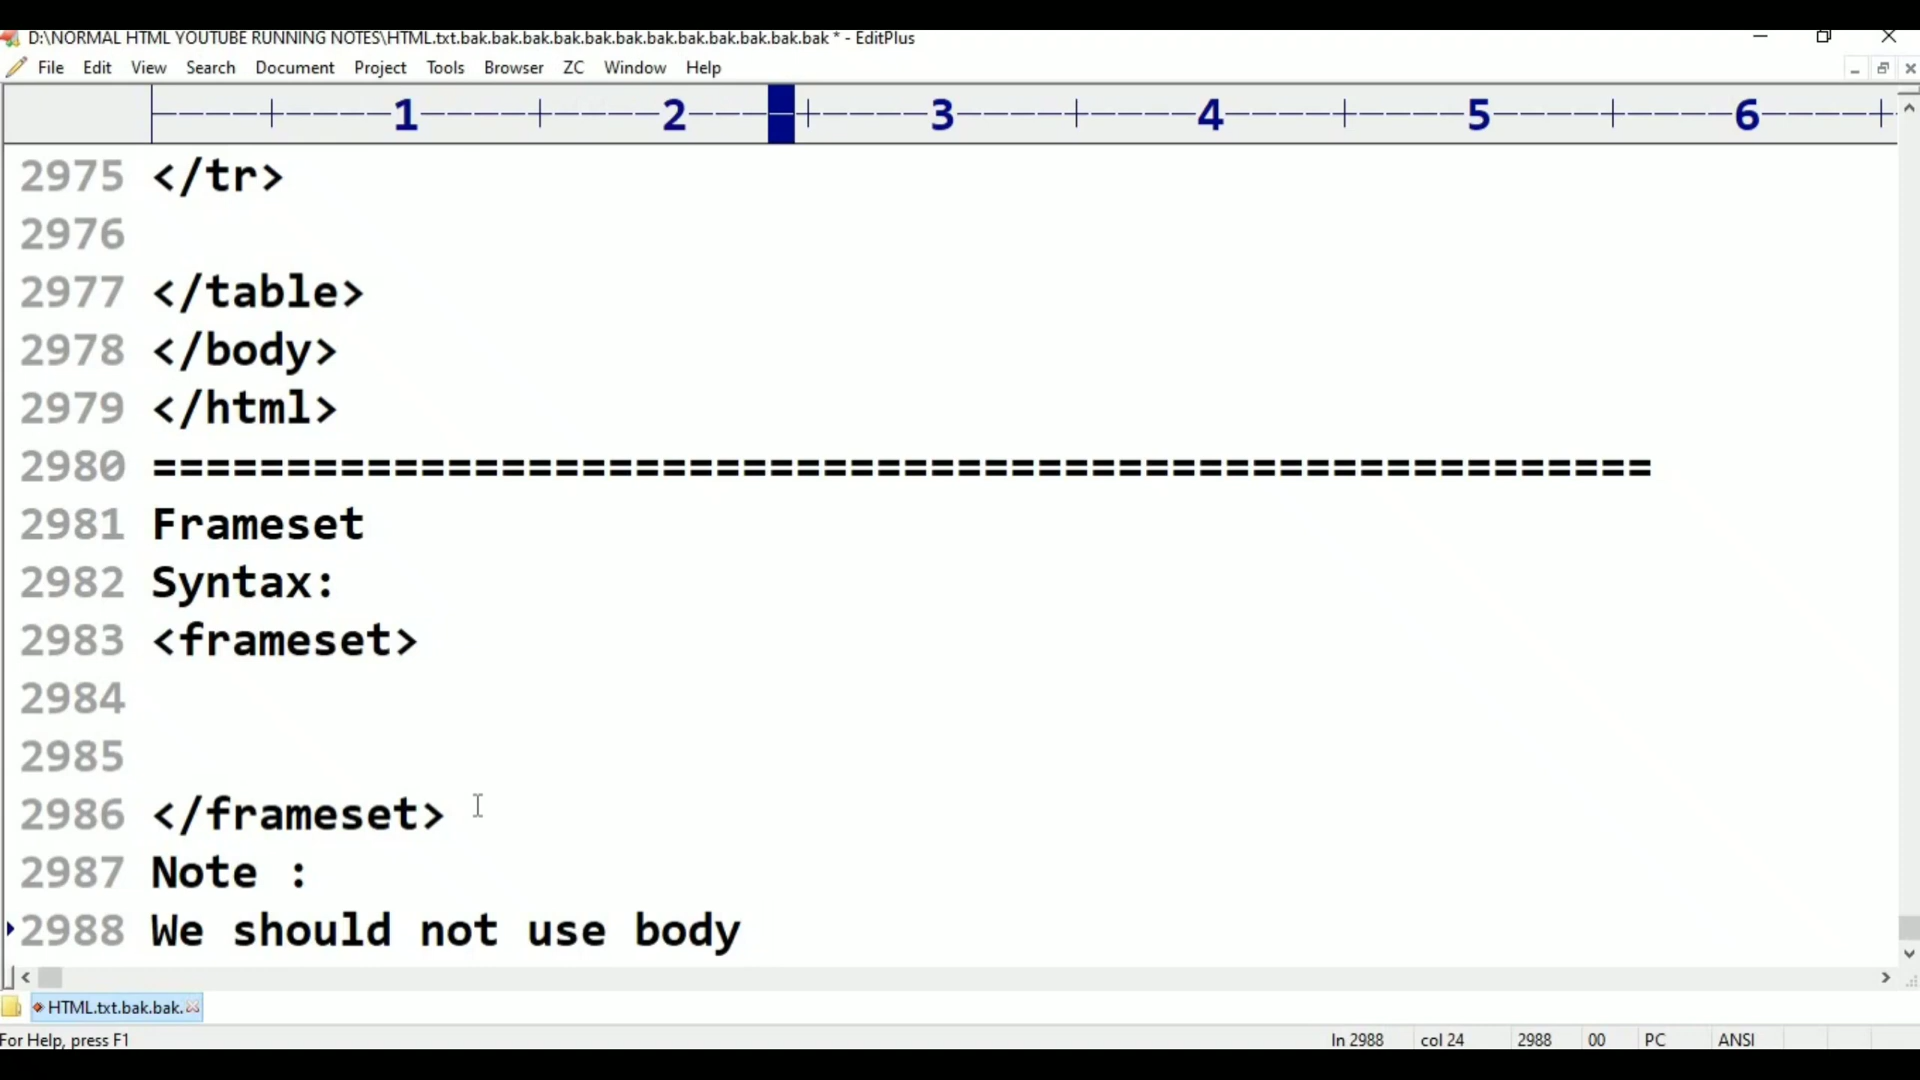 D:\NORMAL HTML YOUTUBE RUNNING NOTES\HTML.txt.bak.bak.bak.bak.bak.bak.bak.bak.bak.bak.bak.bak * - EditPlus
File Edit View Search Document Project Tools Browser ZC Window Help
1 2 3 4 5 6
2975 </tr>
2976
2977 </table>
2978 </body>
2979 </html>
2980 ========================================================
2981 Frameset
2982 Syntax:
2983 <frameset>
2984
2985
2986 </frameset>
2987 Note :
2988 We should not use body
HTML.txt.bak.bak.
For Help, press F1 ln 2988 col 24 2988 00 PC ANSI